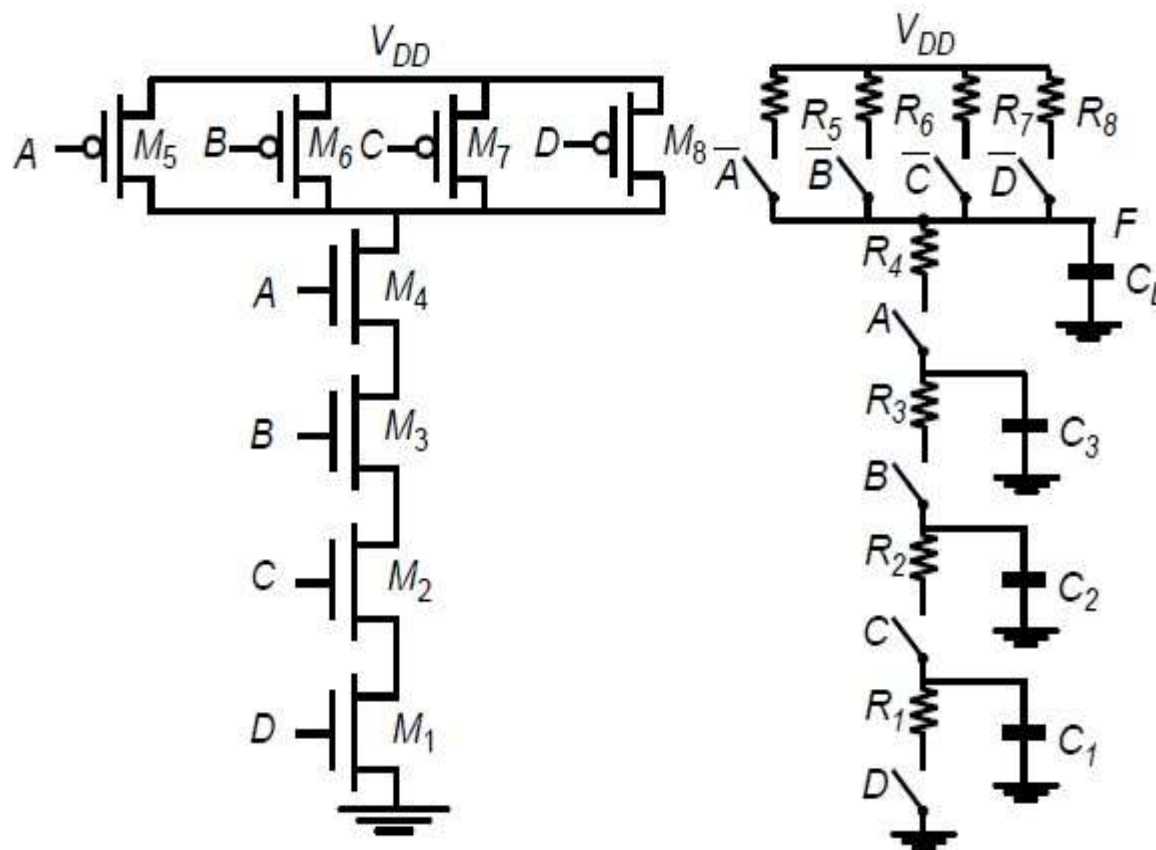 V_DD
A M_5 B M_6 C M_7 D M_8
A M_4
B M_3
C M_2
D M_1
V_DD
R_5 R_6 R_7 R_8
A̅ B̅ C̅ D̅
F
R_4
C_L
A
R_3
C_3
B
R_2
C_2
C
R_1
C_1
D